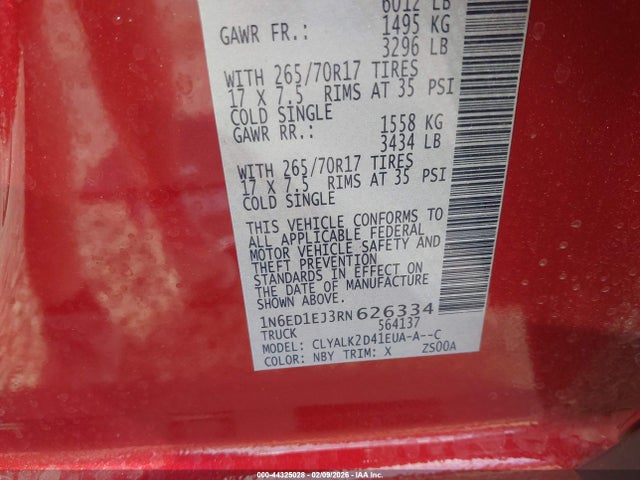 6012 LB
GAWR FR.: 1495 KG
3296 LB
WITH 265/70R17 TIRES
17 X 7.5 RIMS AT 35 PSI
COLD SINGLE
GAWR RR.: 1558 KG
3434 LB
WITH 265/70R17 TIRES
17 X 7.5 RIMS AT 35 PSI
COLD SINGLE
THIS VEHICLE CONFORMS TO
ALL APPLICABLE FEDERAL
MOTOR VEHICLE SAFETY AND
THEFT PREVENTION
STANDARDS IN EFFECT ON
THE DATE OF MANUFACTURE
SHOWN ABOVE.
1N6ED1EJ3RN626334
TRUCK 564137
MODEL: CLYALK2D41EUA-A--C
COLOR: NBY TRIM: X ZS00A
000-44325028 - 02/09/2026 - IAA Inc.